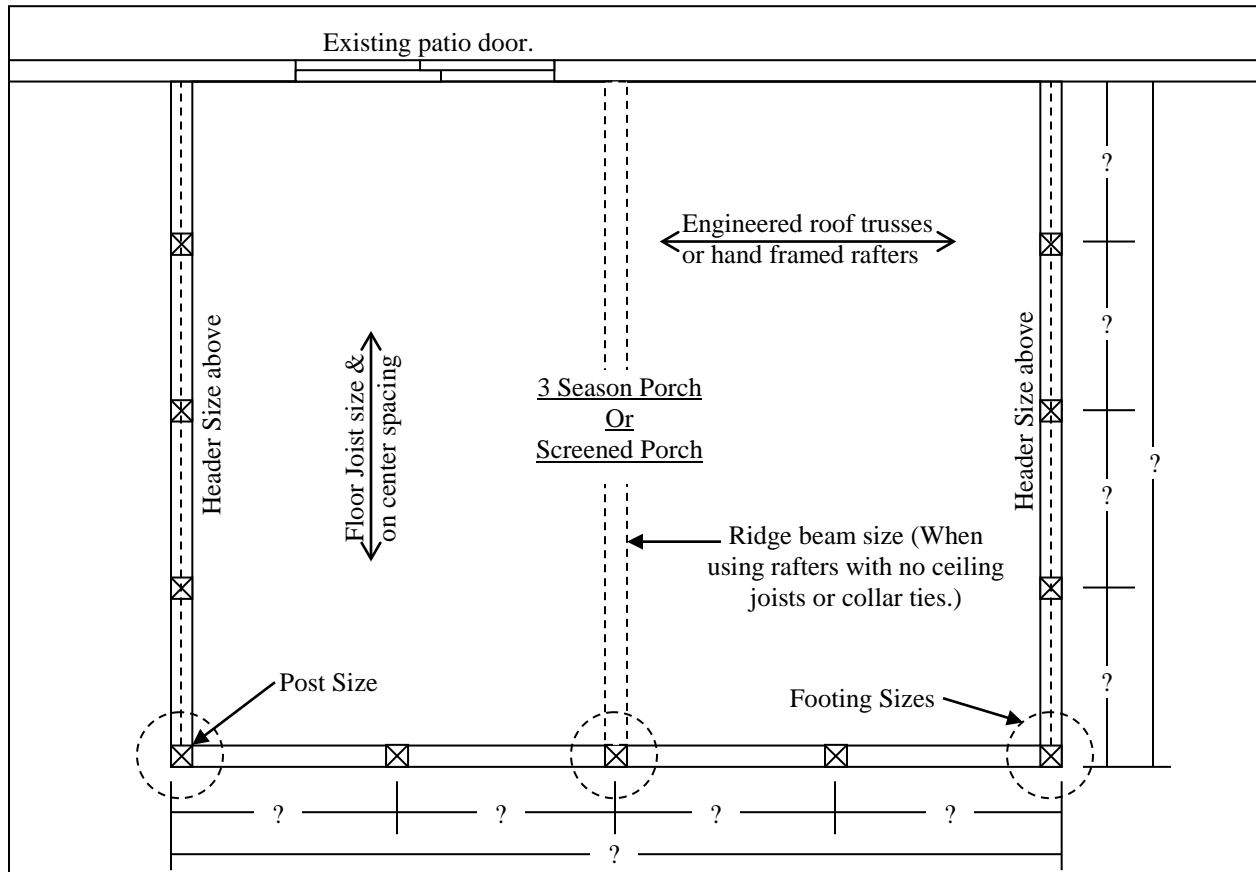 Existing patio door.
?
Engineered roof trusses
or hand framed rafters
Header Size above
Floor Joist size &
on center spacing
3 Season Porch
Or
Screened Porch
Header Size above
?
?
?
Ridge beam size (When
using rafters with no ceiling
joists or collar ties.)
Post Size
Footing Sizes
?
?
?
?
?
?